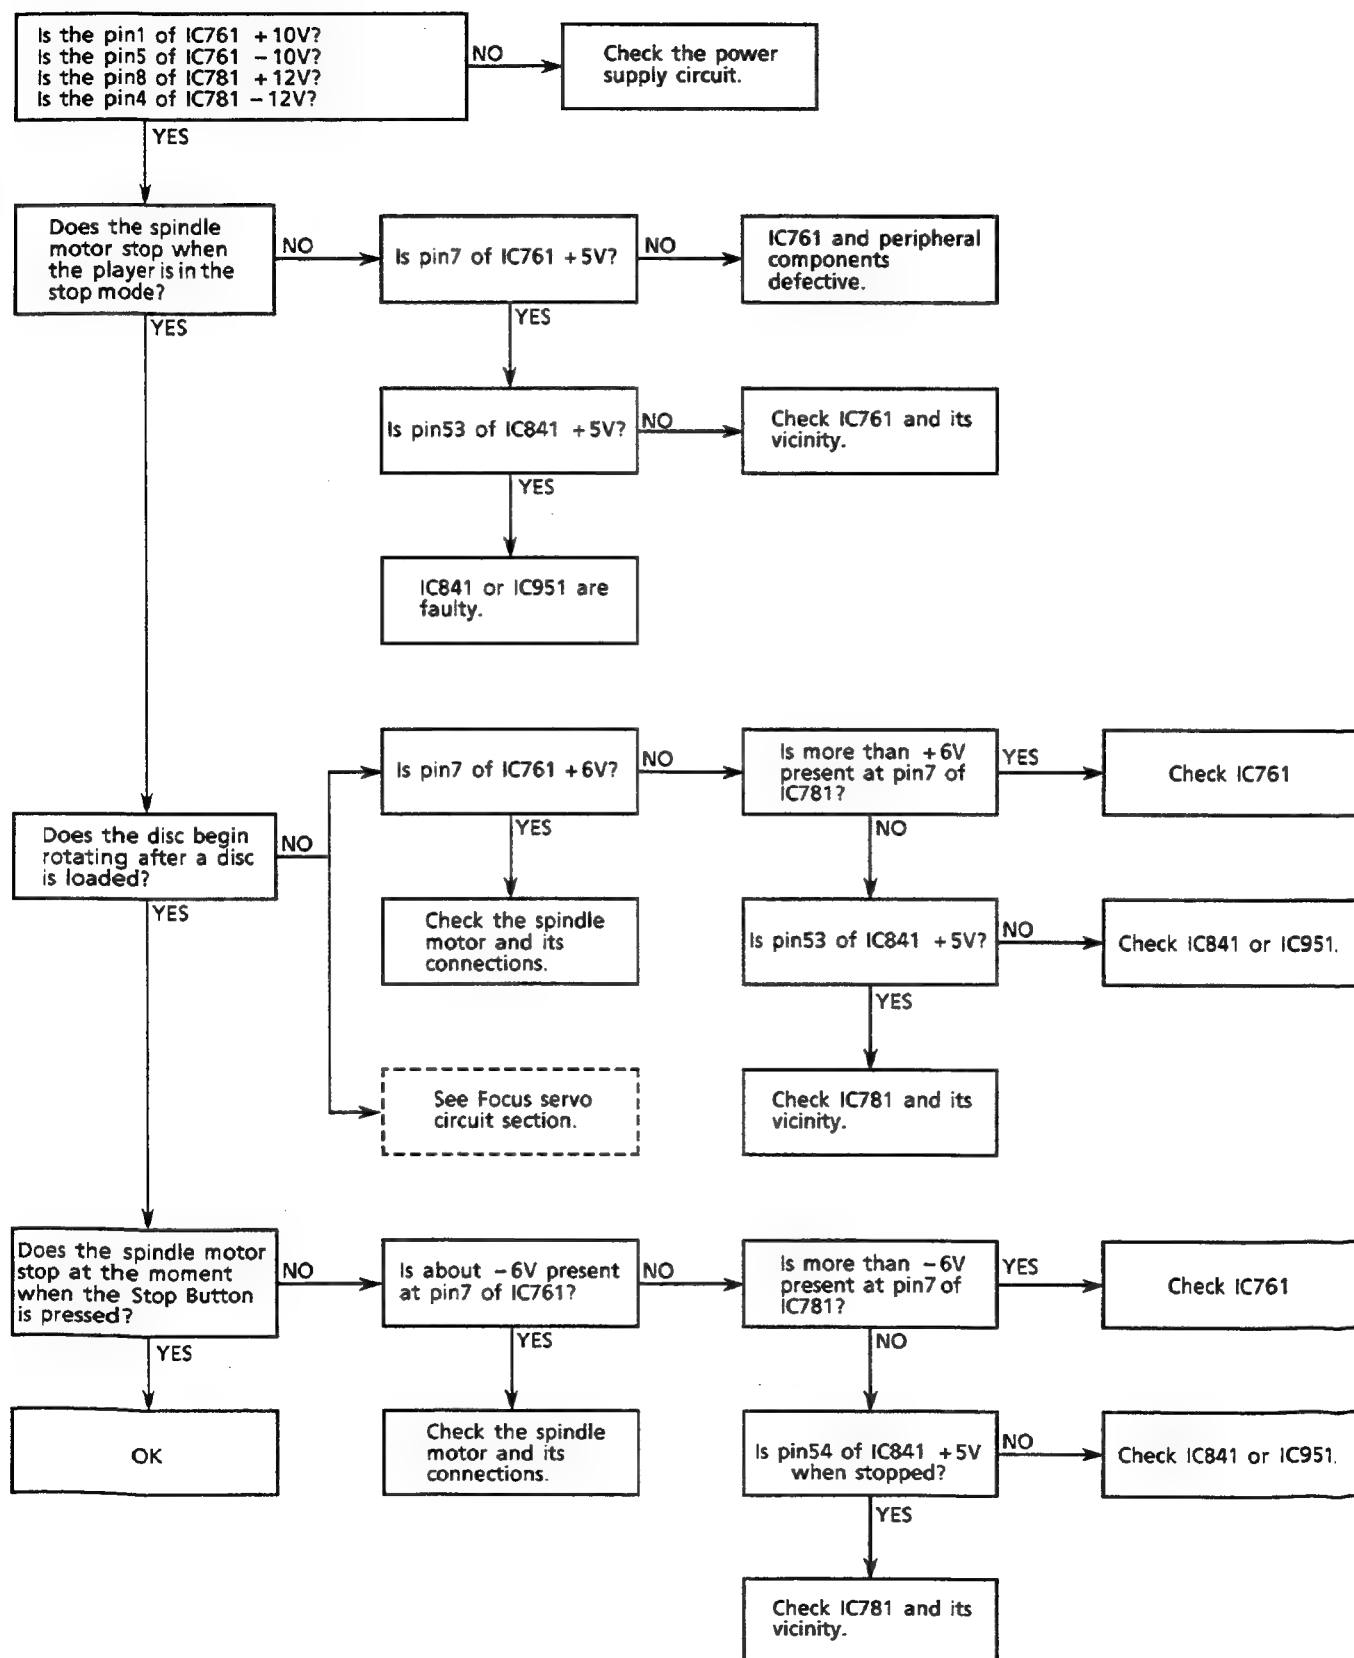 Is the pin1 of IC761 +10V?
Is the pin5 of IC761 -10V?
Is the pin8 of IC781 +12V?
Is the pin4 of IC781 -12V?
NO
Check the power
supply circuit.
YES
Does the spindle
motor stop when
the player is in the
stop mode?
NO
Is pin7 of IC761 +5V?
NO
IC761 and peripheral
components
defective.
YES
YES
Is pin53 of IC841 +5V?
NO
Check IC761 and its
vicinity.
YES
IC841 or IC951 are
faulty.
Does the disc begin
rotating after a disc
is loaded?
NO
Is pin7 of IC761 +6V?
NO
Is more than +6V
present at pin7 of
IC781?
YES
Check IC761
YES
NO
YES
Check the spindle
motor and its
connections.
Is pin53 of IC841 +5V?
NO
Check IC841 or IC951.
YES
See Focus servo
circuit section.
Check IC781 and its
vicinity.
Does the spindle motor
stop at the moment
when the Stop Button
is pressed?
NO
Is about -6V present
at pin7 of IC761?
NO
Is more than -6V
present at pin7 of
IC781?
YES
Check IC761
YES
YES
NO
OK
Check the spindle
motor and its
connections.
Is pin54 of IC841 +5V
when stopped?
NO
Check IC841 or IC951.
YES
Check IC781 and its
vicinity.